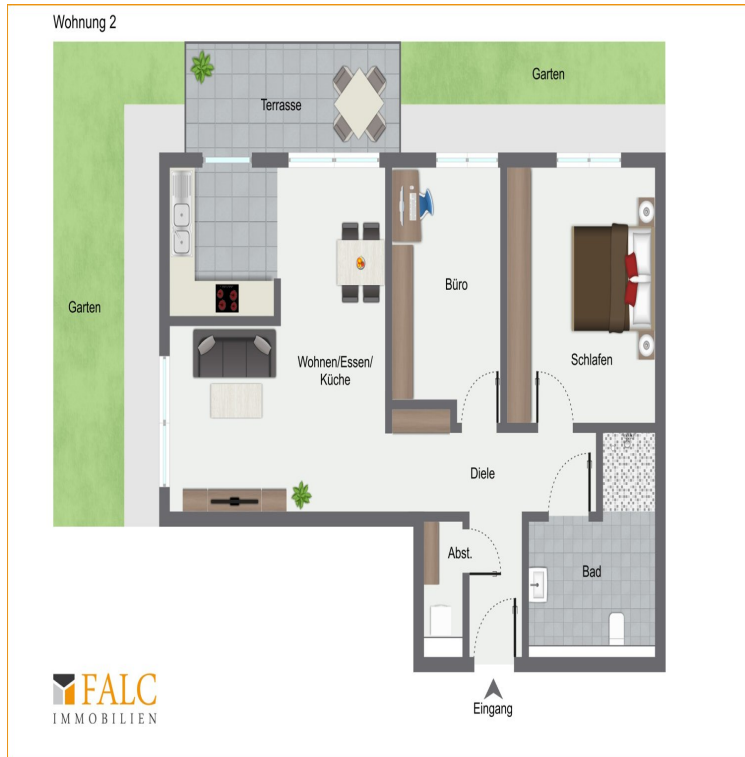 Wohnung 2
Garten
Terrasse
Garten
Büro
Wohnen/Essen/
Küche
Schlafen
Diele
Abst.
Bad
FALC
IMMOBILIEN
Eingang